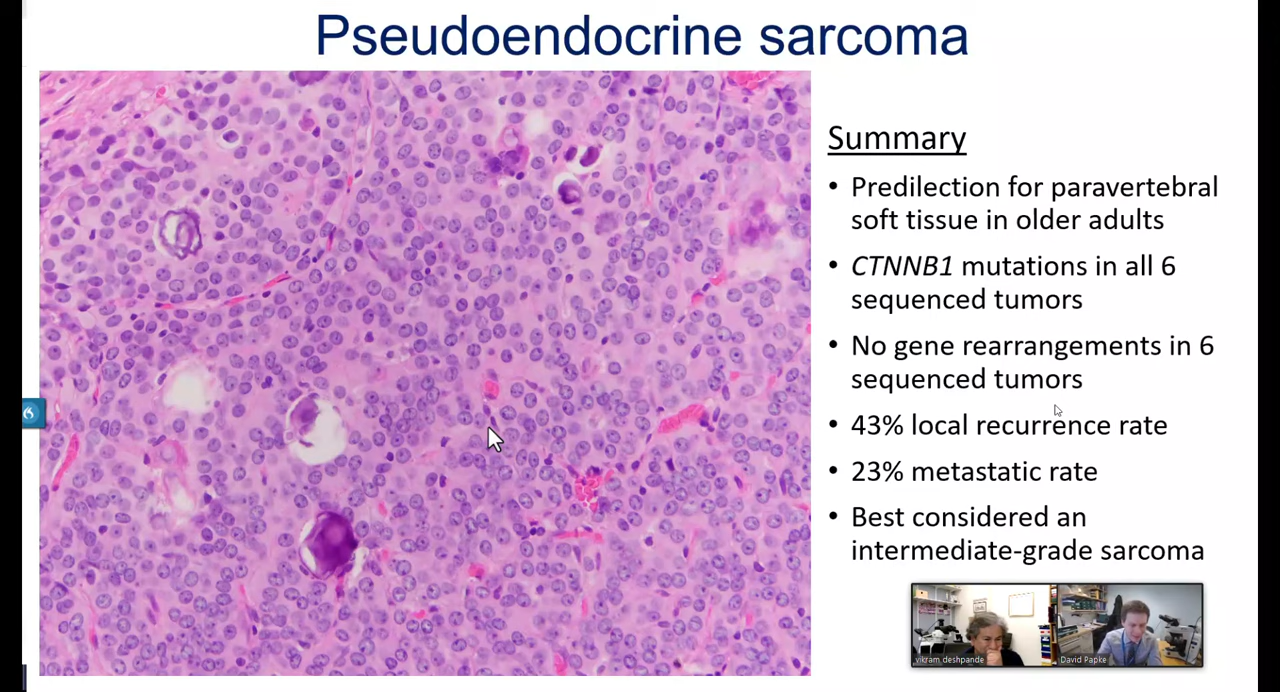 Pseudoendocrine sarcoma
Summary
• Predilection for paravertebral
soft tissue in older adults
• CTNNB1 mutations in all 6
sequenced tumors
• No gene rearrangements in 6
sequenced tumors
• 43% local recurrence rate
• 23% metastatic rate
• Best considered an
intermediate-grade sarcoma
vikram deshpande
David Papke